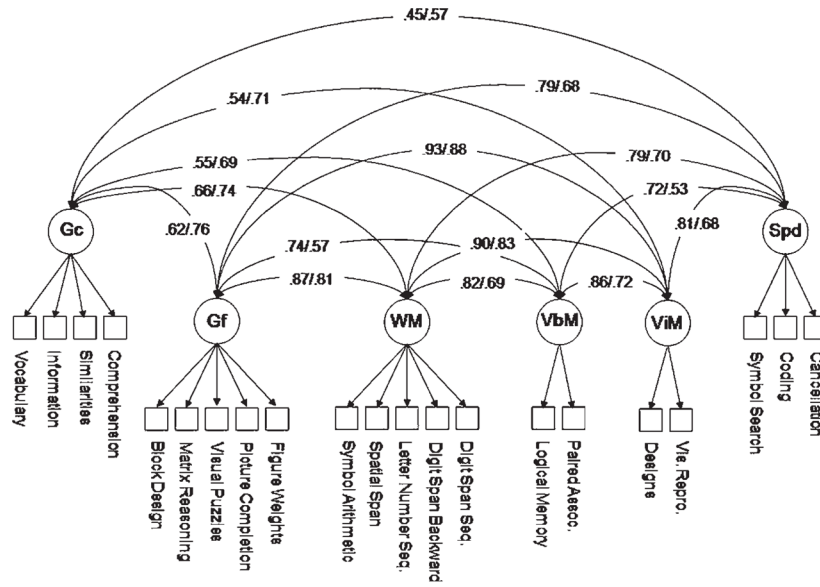 .45/.57
.79/.68
.54/.71
.93/.88
.79/.70
.55/.69
.72/.53
.66/.74
Gc
.62/.76
.81/.68
Spd
.74/.57
.90/.83
.87/.81
.82/.69
.86/.72
Gf
WM
VbM
ViM
Vocabulary
Information
Similarities
Comprehension
Symbol Search
Coding
Cancellation
Block Design
Matrix Reasoning
Visual Puzzles
Picture Completion
Figure Weights
Symbol Arithmetic
Spatial Span
Letter Number Seq.
Digit Span Backward
Digit Span Seq.
Logical Memory
Paired Assoc.
Designs
Vis. Repro.